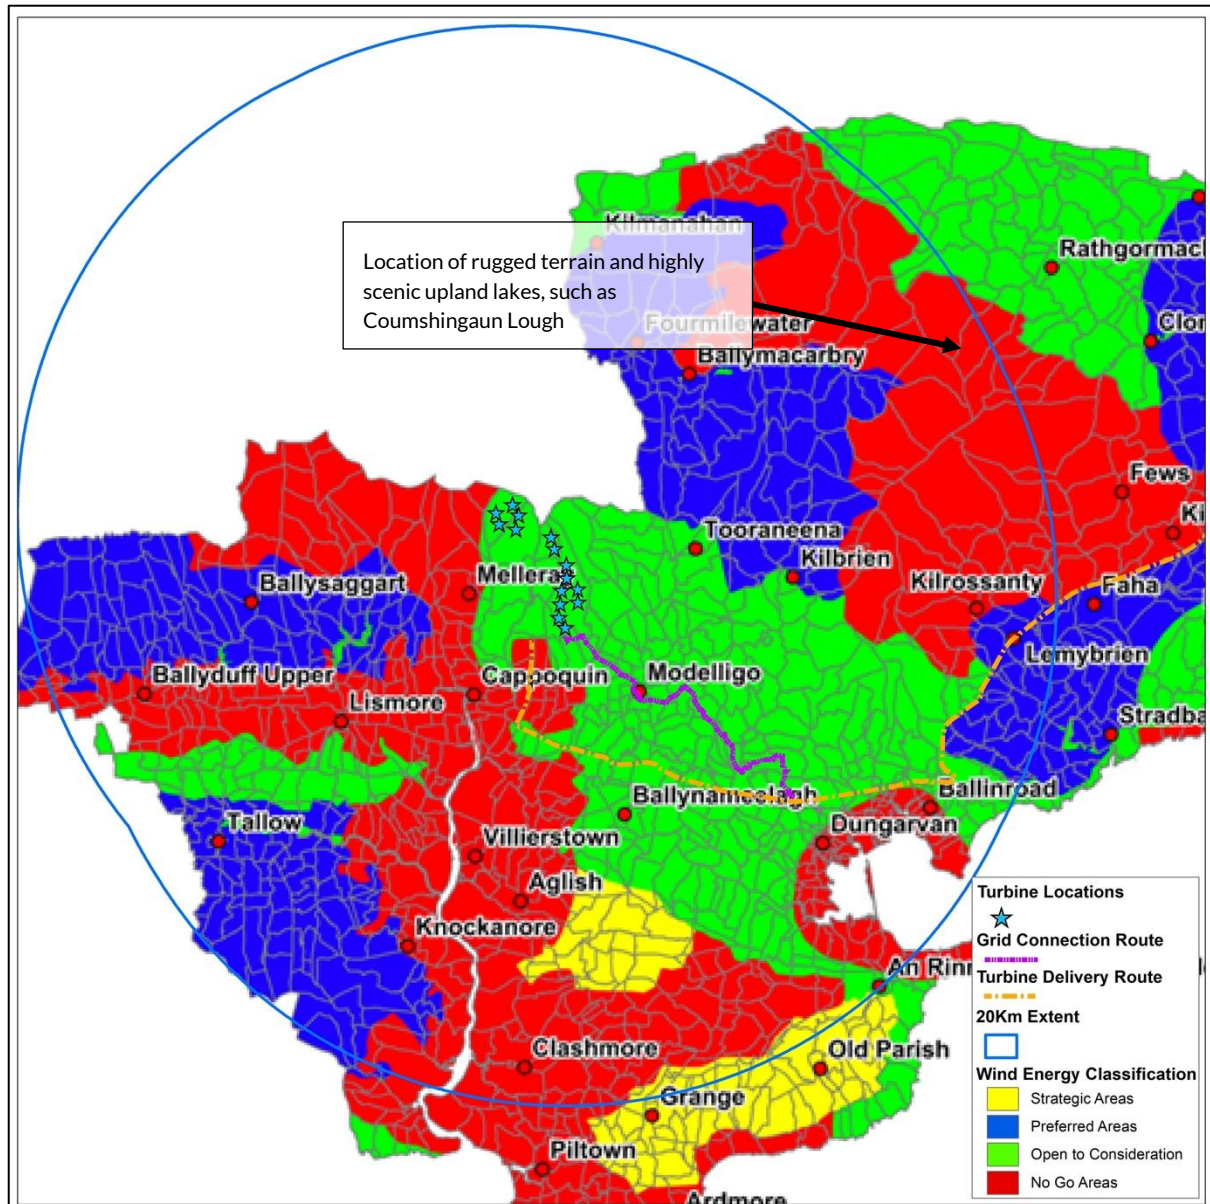 Kilmanahan
Rathgormac
Location of rugged terrain and highly
scenic upland lakes, such as
Coumshingaun Lough
Fourmilewater
Clon
Ballymacarbry
Fews
Ki
Tooraneena
Kilbrien
Mellera
Ballysaggart
Kilrossanty
Faha
Lemybrien
Ballyduff Upper
Cappoquin
Modelligo
Lismore
Stradba
Ballynameelagh
Ballinroad
Tallow
Dungarvan
Villierstown
Aglish
Knockanore
An Rinn
Clashmore
Old Parish
Grange
Piltown
Ardmore
Turbine Locations
Grid Connection Route
Turbine Delivery Route
20Km Extent
Wind Energy Classification
Strategic Areas
Preferred Areas
Open to Consideration
No Go Areas